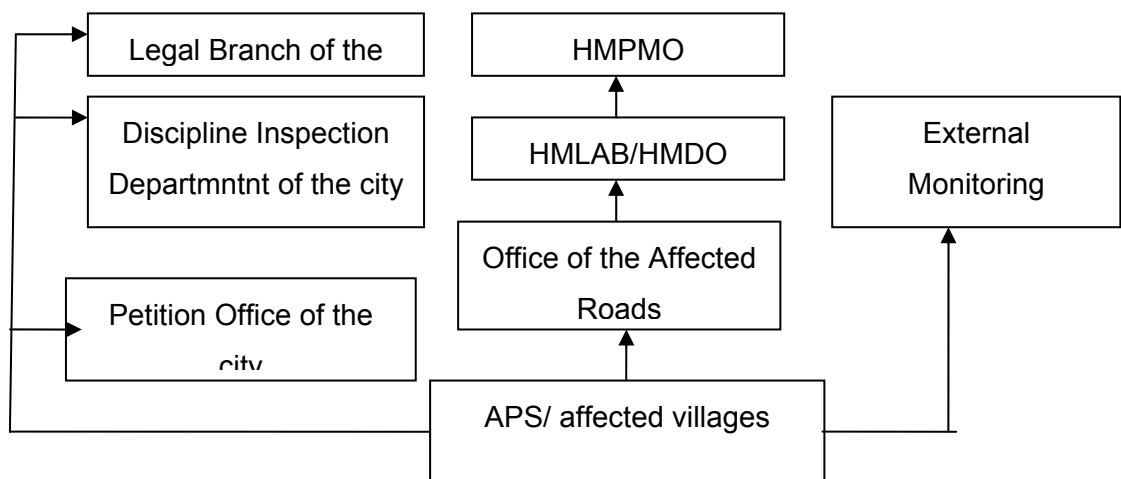 Legal Branch of the
HMPMO
Discipline Inspection
Departmntnt of the city
HMLAB/HMDO
External
Monitoring
Office of the Affected
Roads
Petition Office of the
city
APS/ affected villages